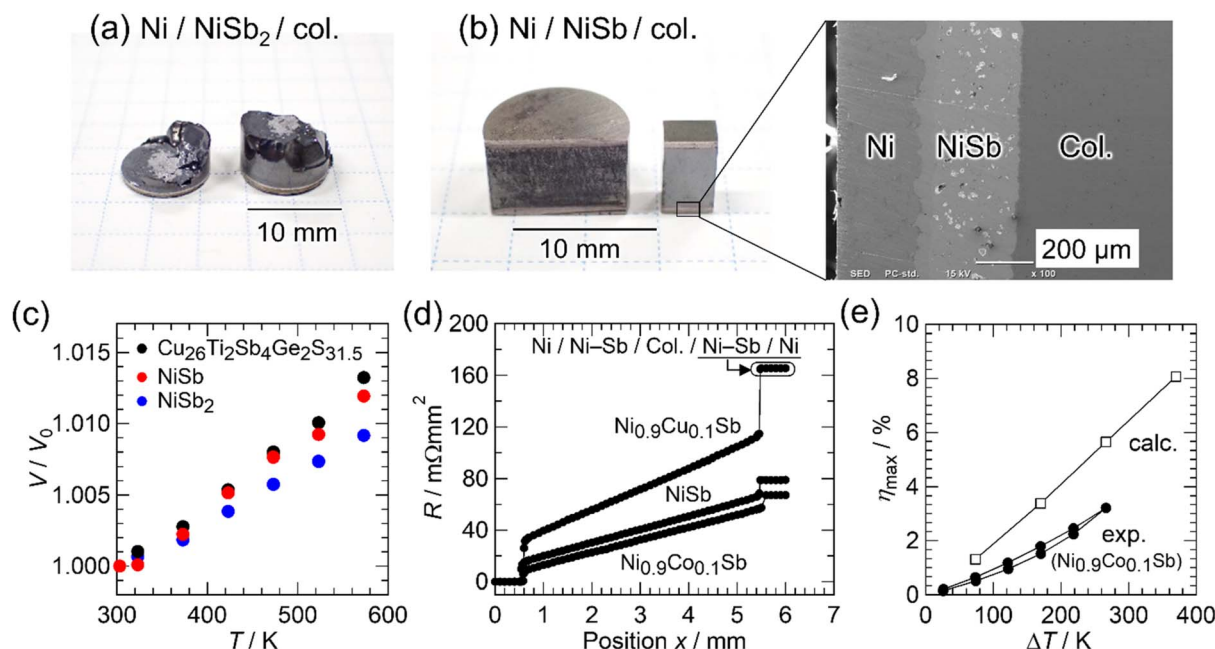 (a) Ni / NiSb₂ / col.
10 mm
(b) Ni / NiSb / col.
10 mm
Ni NiSb Col.
200 μm
SED PC-std. 15 kV x 100
(c)
V / V₀
1.015
1.010
1.005
1.000
Cu₂₆Ti₂Sb₄Ge₂S₃₁.₅
NiSb
NiSb₂
300 400 500 600
T / K
(d)
R / mΩmm²
200
160
120
80
40
0
Ni / Ni–Sb / Col. / Ni–Sb / Ni
Ni₀.₉Cu₀.₁Sb
NiSb
Ni₀.₉Co₀.₁Sb
0 1 2 3 4 5 6 7
Position x / mm
(e)
ηmax / %
10
8
6
4
2
0
calc.
exp.
(Ni₀.₉Co₀.₁Sb)
0 100 200 300 400
ΔT / K